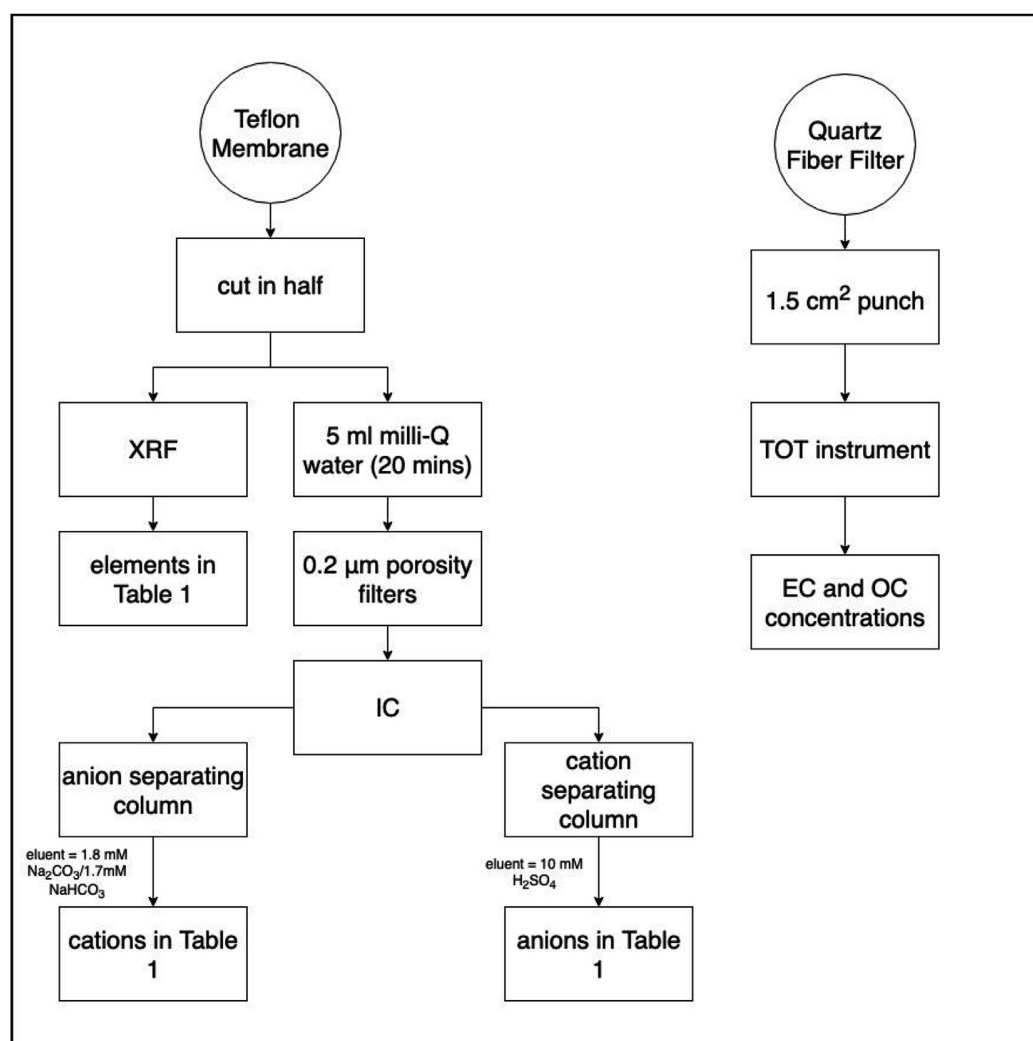 Teflon
Membrane
cut in half
XRF
elements in
Table 1
5 ml milli-Q
water (20 mins)
0.2 µm porosity
filters
IC
anion separating
column
eluent = 1.8 mM
Na₂CO₃/1.7mM
NaHCO₃
cations in Table
1
cation
separating
column
eluent = 10 mM
H₂SO₄
anions in Table
1
Quartz
Fiber Filter
1.5 cm² punch
TOT instrument
EC and OC
concentrations